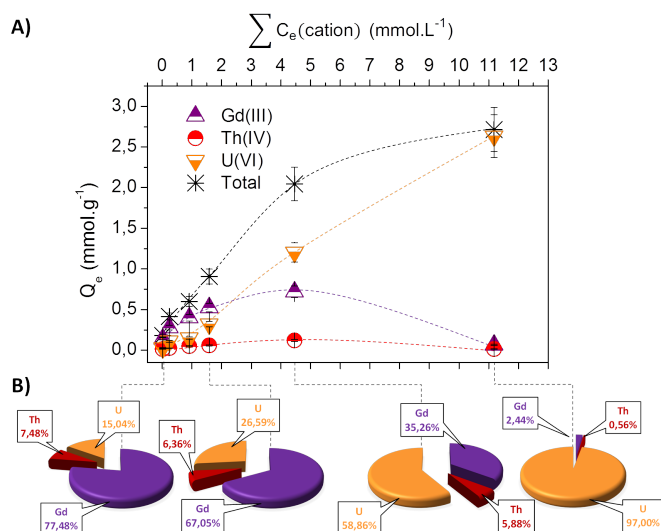 A)
∑ Cₑ(cation) (mmol.L⁻¹)
0 1 2 3 4 5 6 7 8 9 10 11 12 13
3,0
2,5
2,0
1,5
1,0
0,5
0,0
Qₑ (mmol.g⁻¹)
Gd(III)
Th(IV)
U(VI)
Total
B)
Th
7,48%
U
15,04%
Gd
77,48%
Th
6,36%
U
26,59%
Gd
67,05%
Gd
35,26%
U
58,86%
Th
5,88%
Gd
2,44%
Th
0,56%
U
97,00%